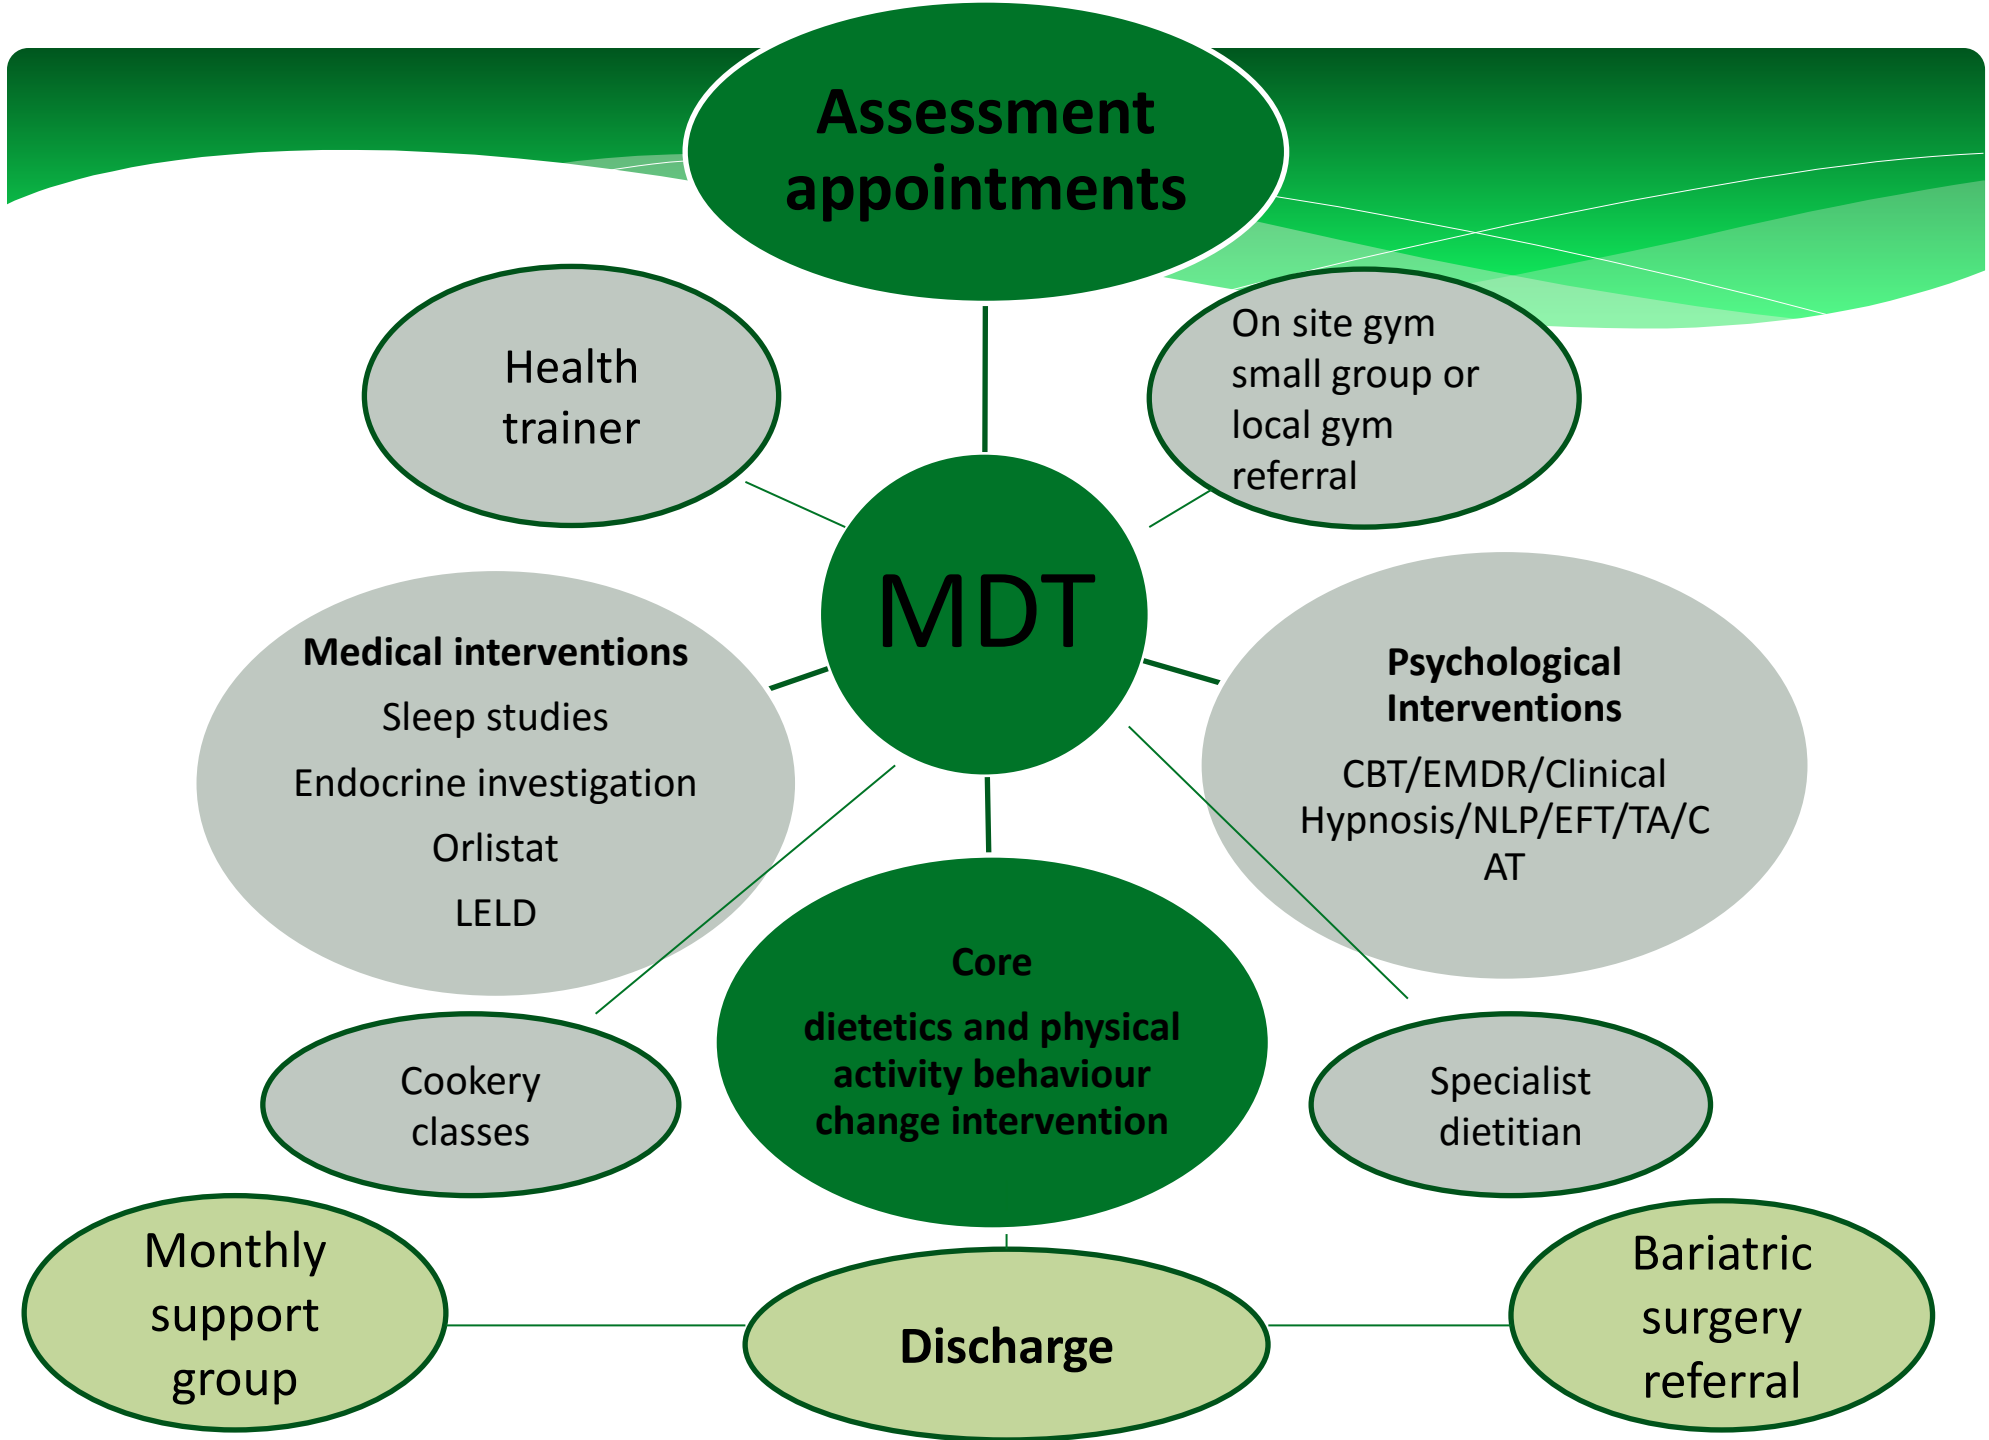 Assessment
appointments
Health
trainer
On site gym
small group or
local gym
referral
MDT
Medical interventions
Sleep studies
Endocrine investigation
Orlistat
LELD
Psychological
Interventions
CBT/EMDR/Clinical
Hypnosis/NLP/EFT/TA/C
AT
Core
dietetics and physical
activity behaviour
change intervention
Cookery
classes
Specialist
dietitian
Monthly
support
group
Discharge
Bariatric
surgery
referral